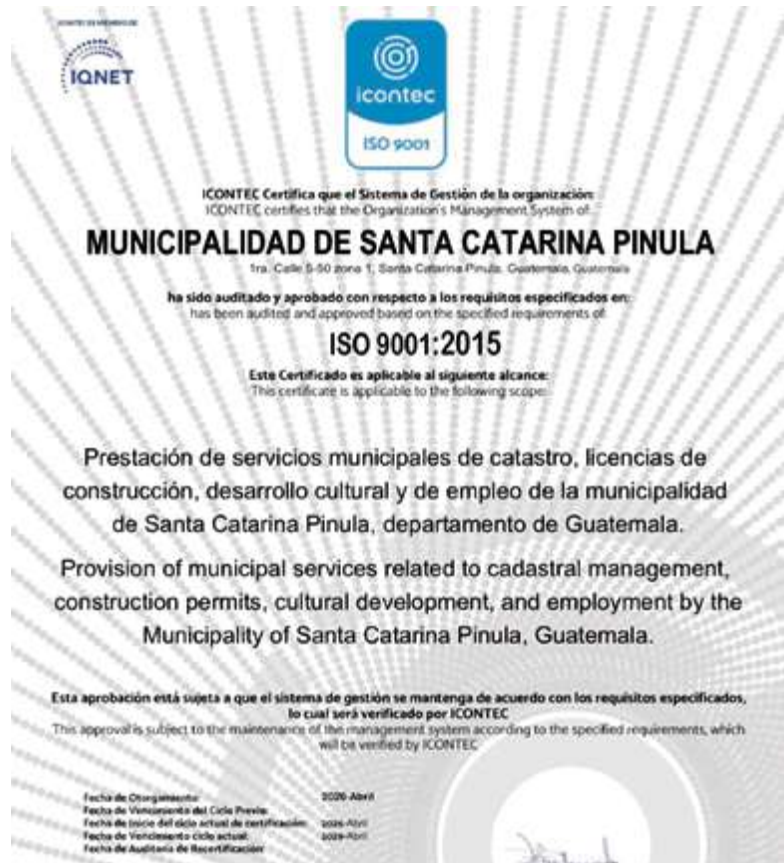 ICONTEC ES MIEMBRO DE
IQNET
icontec
ISO 9001
ICONTEC Certifica que el Sistema de Gestión de la organización:
ICONTEC certifies that the Organization's Management System of:
MUNICIPALIDAD DE SANTA CATARINA PINULA
1ra. Calle 5-50 zona 1, Santa Catarina Pinula, Guatemala, Guatemala
ha sido auditado y aprobado con respecto a los requisitos especificados en:
has been audited and approved based on the specified requirements of:
ISO 9001:2015
Este Certificado es aplicable al siguiente alcance:
This certificate is applicable to the following scope:
Prestación de servicios municipales de catastro, licencias de
construcción, desarrollo cultural y de empleo de la municipalidad
de Santa Catarina Pinula, departamento de Guatemala.
Provision of municipal services related to cadastral management,
construction permits, cultural development, and employment by the
Municipality of Santa Catarina Pinula, Guatemala.
Esta aprobación está sujeta a que el sistema de gestión se mantenga de acuerdo con los requisitos especificados,
lo cual será verificado por ICONTEC
This approval is subject to the maintenance of the management system according to the specified requirements, which
will be verified by ICONTEC
Fecha de Otorgamiento: 2026-Abril
Fecha de Vencimiento del Ciclo Previo:
Fecha de Inicio del ciclo actual de certificación: 2026-Abril
Fecha de Vencimiento ciclo actual: 2029-Abril
Fecha de Auditoría de Recertificación: